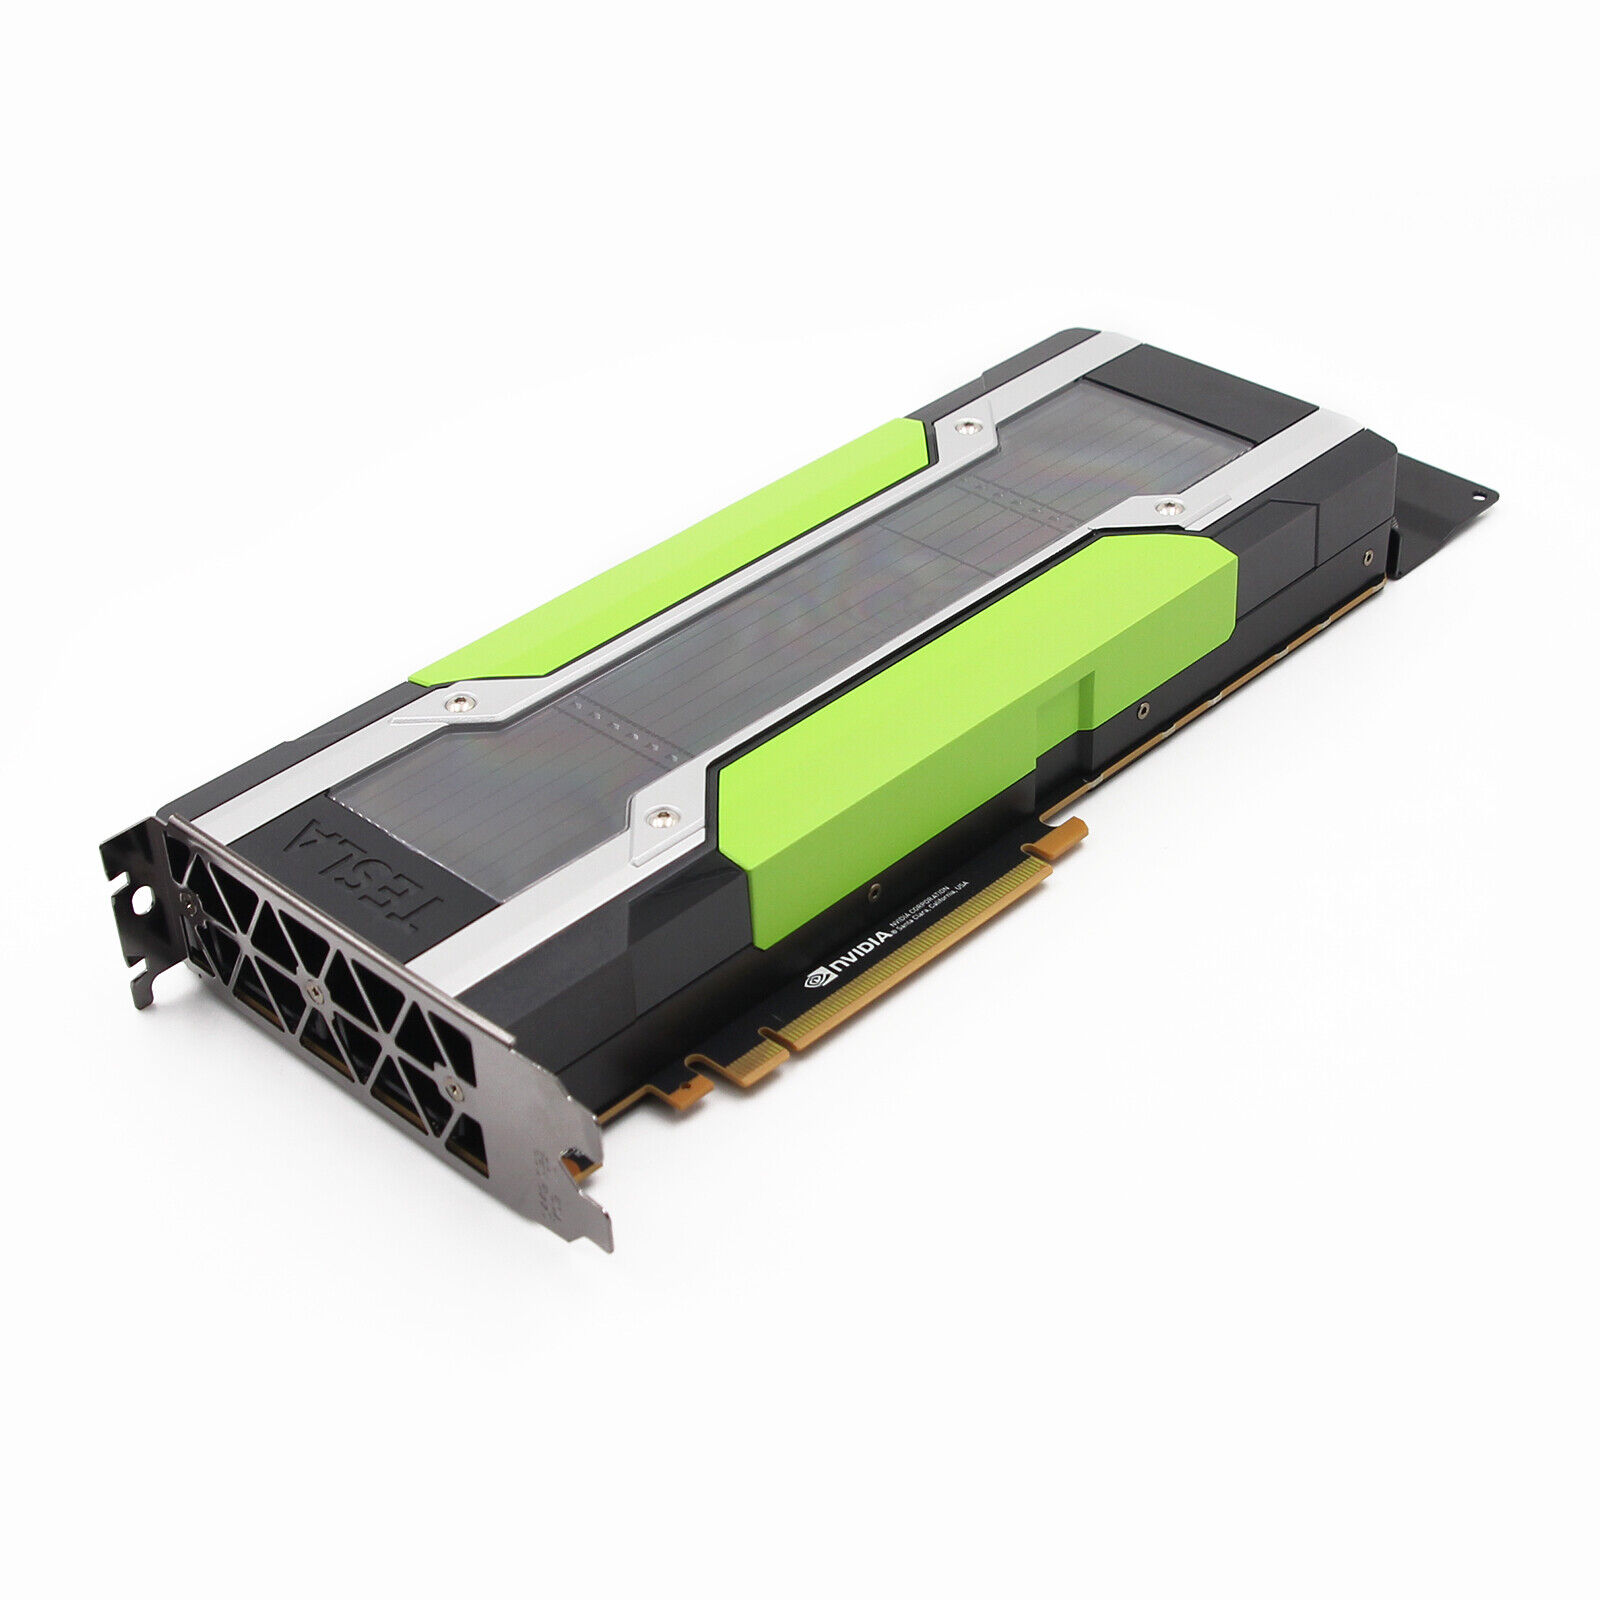 TESLA
NVIDIA.
NVIDIA CORPORATION
Santa Clara, California, USA